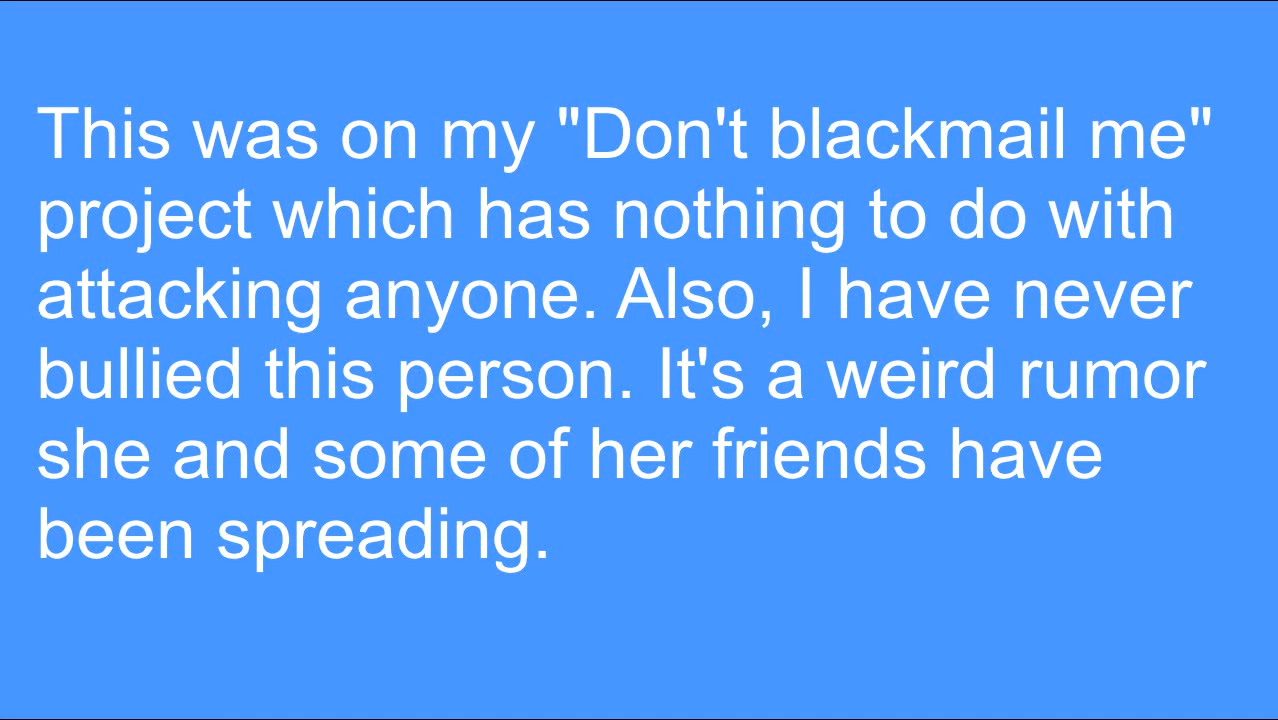 This was on my "Don't blackmail me"
project which has nothing to do with
attacking anyone. Also, I have never
bullied this person. It's a weird rumor
she and some of her friends have
been spreading.